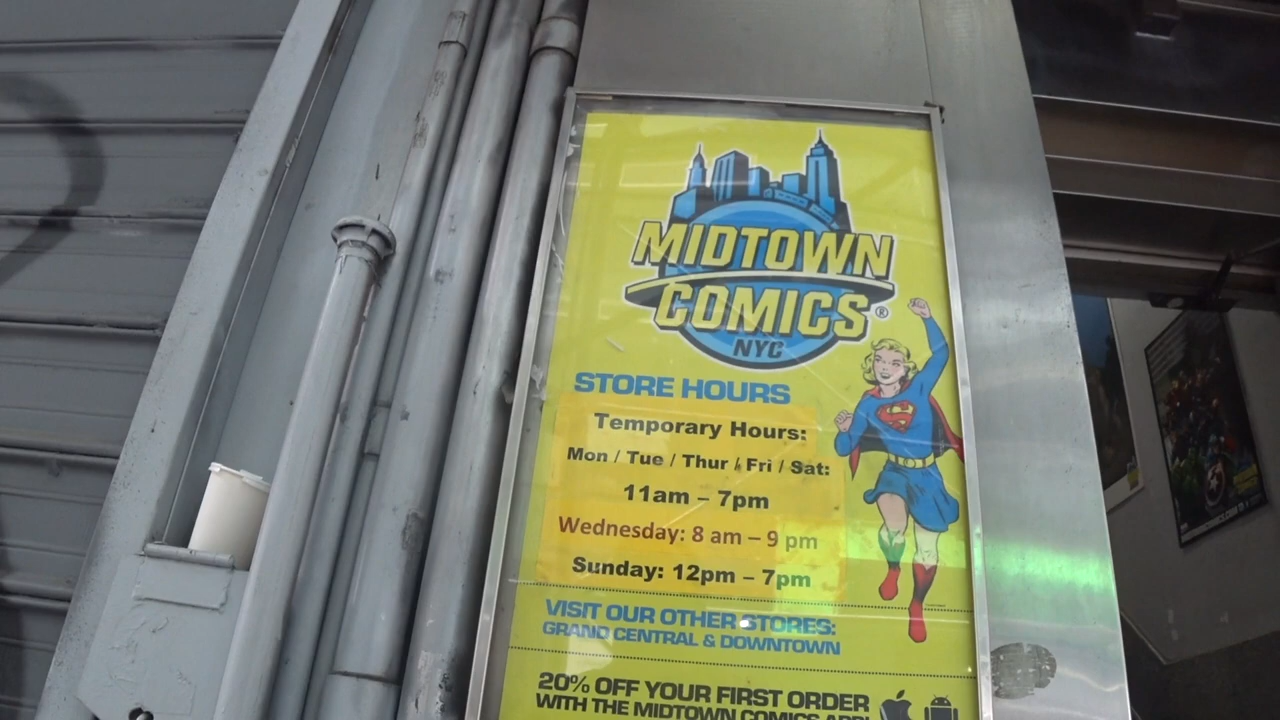 MIDTOWN
COMICS®
NYC
STORE HOURS
Temporary Hours:
Mon / Tue / Thur / Fri / Sat:
11am – 7pm
Wednesday: 8 am – 9 pm
Sunday: 12pm – 7pm
VISIT OUR OTHER STORES:
GRAND CENTRAL & DOWNTOWN
20% OFF YOUR FIRST ORDER
WITH THE MIDTOWN COMICS APP!